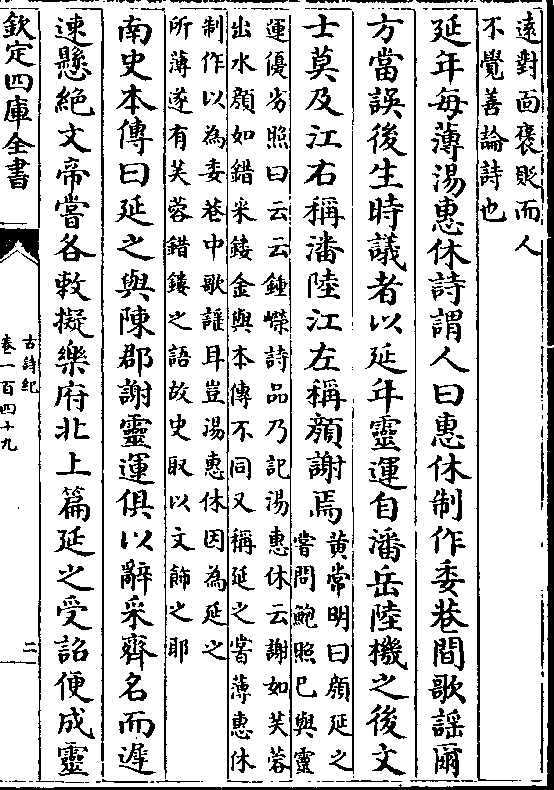 遠對面襃貶而人
不覺善論詩也
延年每薄湯惠休詩謂人曰惠休制作委巷間歌謡爾
方當誤後生時議者以延年靈運自潘岳陸機之後文
士莫及江右稱潘陸江左稱顔謝焉黄常明曰顔延之
嘗問鮑照已與靈
運優劣照曰云云鍾嶸詩品乃記湯惠休云謝如芙蓉
出水顔如錯采鏤金與本傳不同又稱延之嘗薄惠休
制作以為委巷中歌謡耳豈湯惠休因為延之
所薄遂有芙蓉錯鏤之語故史取以文飾之耶
南史本傳曰延之與陳郡謝靈運俱以辭采齊名而遲
速懸絶文帝嘗各敕擬樂府北上篇延之受詔便成靈
欽定四庫全書
古詩紀
卷一百四十九
二